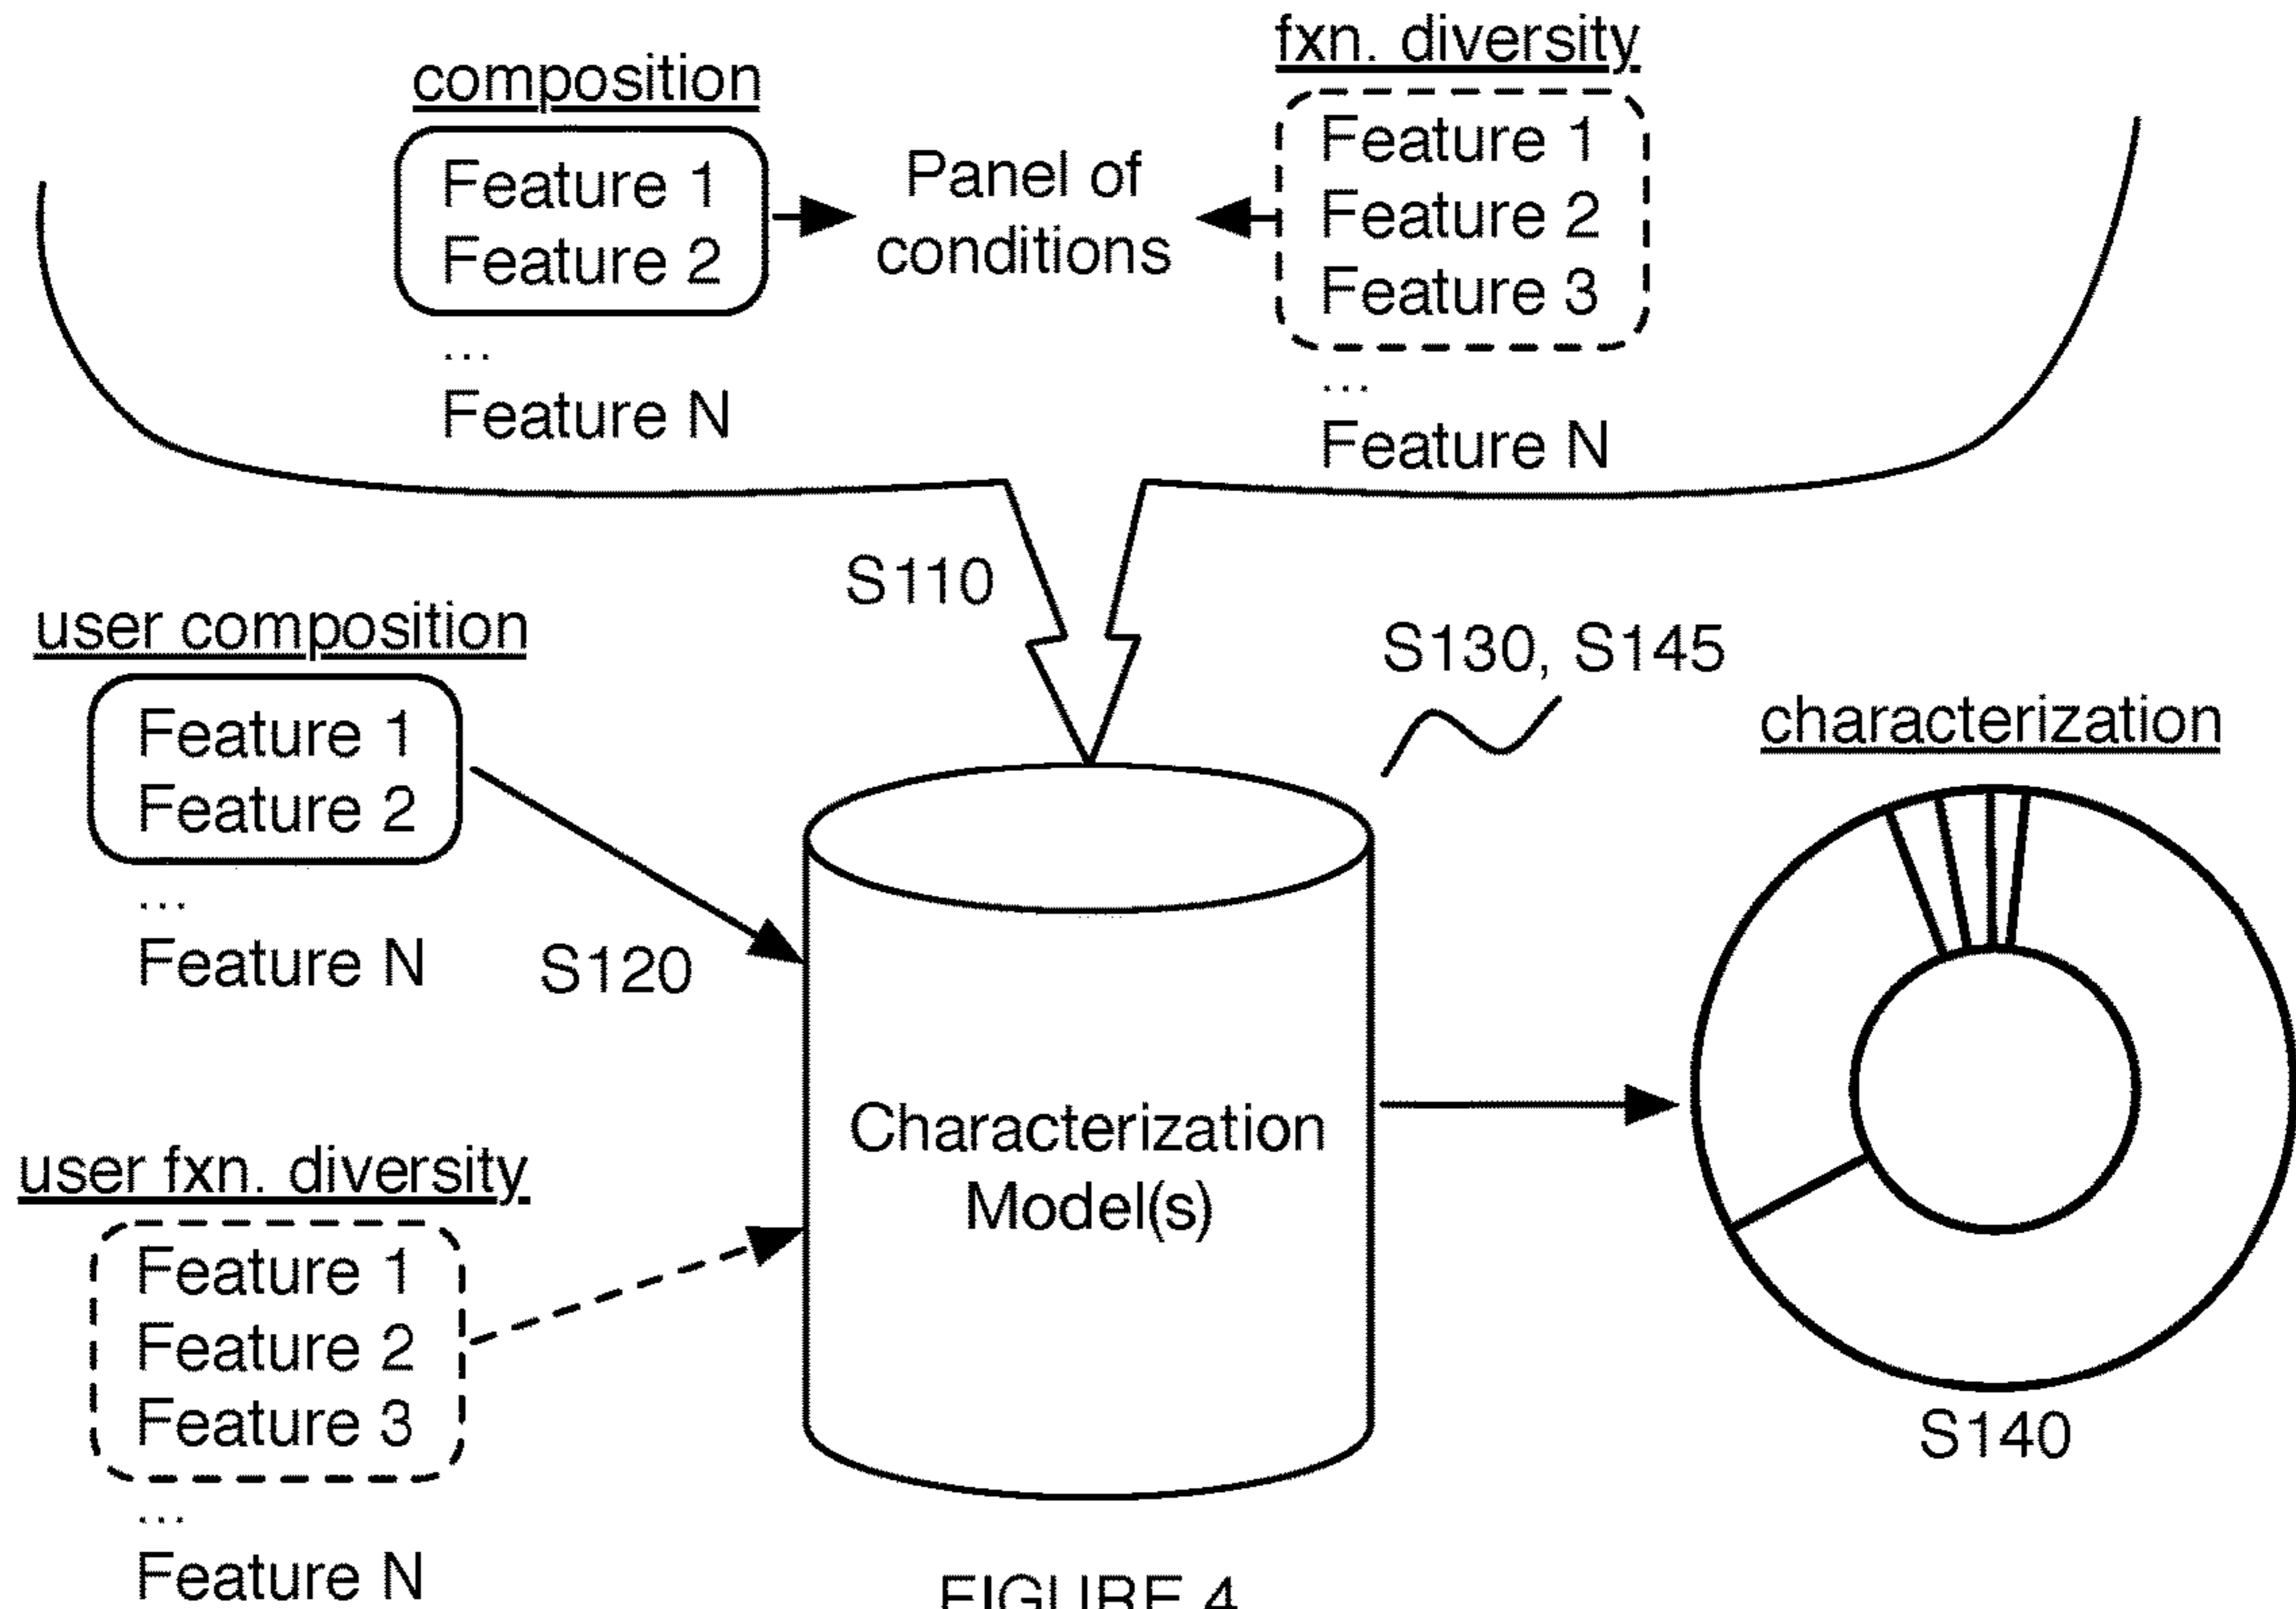 composition
Feature 1
Feature 2
...
Feature N
Panel of
conditions
fxn. diversity
Feature 1
Feature 2
Feature 3
...
Feature N
S110
user composition
Feature 1
Feature 2
...
Feature N
S120
user fxn. diversity
Feature 1
Feature 2
Feature 3
...
Feature N
Characterization
Model(s)
S130, S145
characterization
S140
FIGURE 4